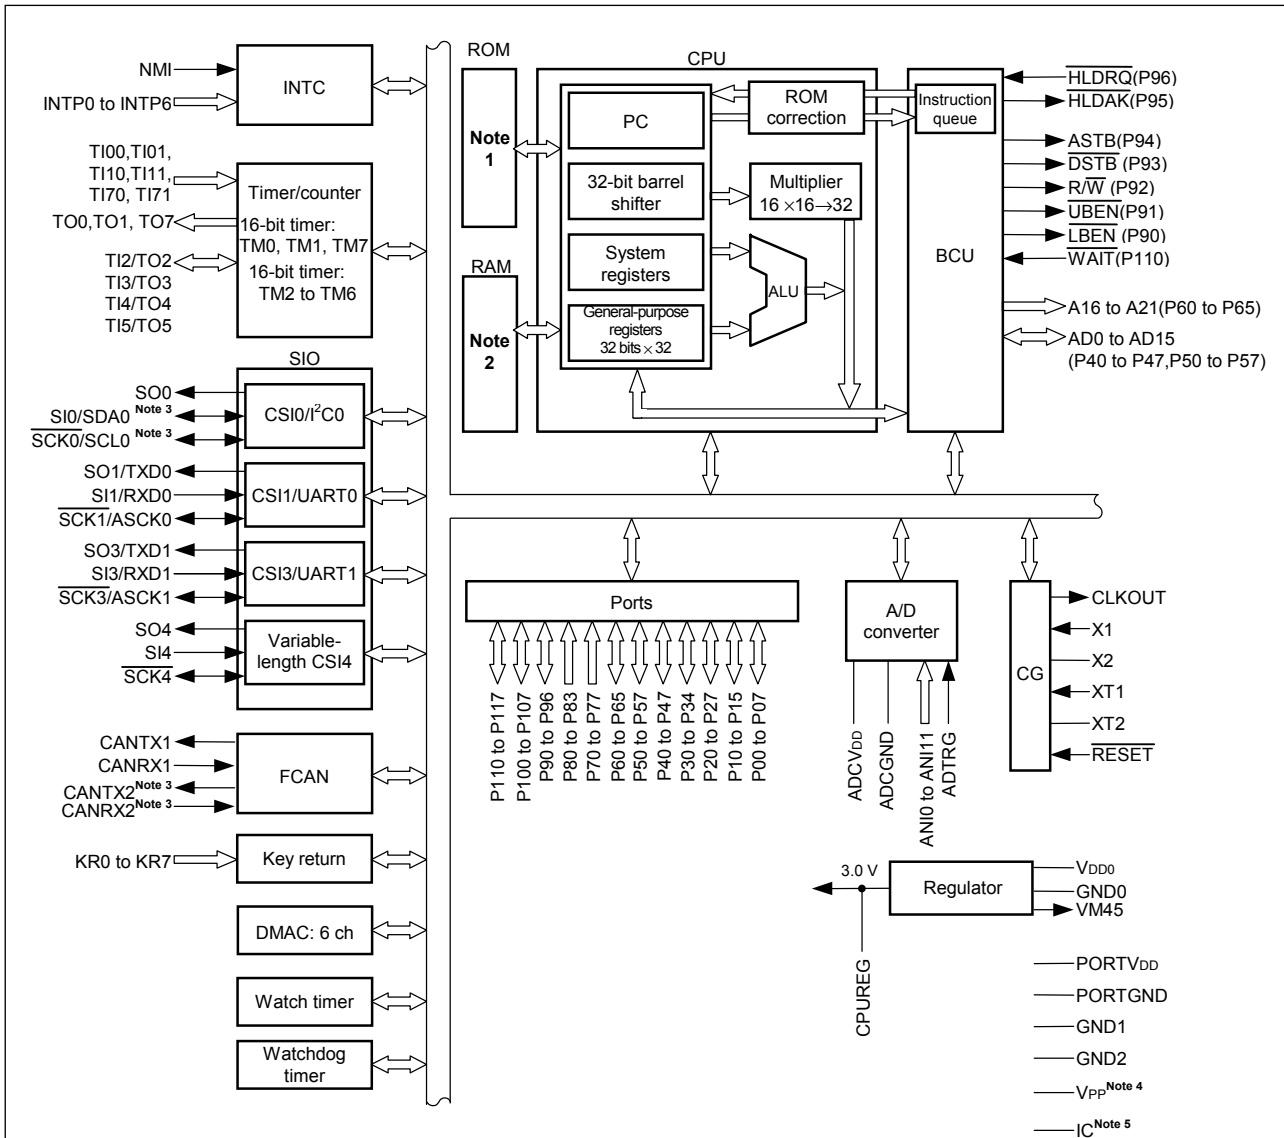 NMI
INTP0 to INTP6
INTC
TI00,TI01,
TI10,TI11,
TI70, TI71
TO0,TO1, TO7
TI2/TO2
TI3/TO3
TI4/TO4
TI5/TO5
Timer/counter
16-bit timer:
TM0, TM1, TM7
16-bit timer:
TM2 to TM6
SIO
SO0
SI0/SDA0 Note 3
SCK0/SCL0 Note 3
CSI0/I²C0
SO1/TXD0
SI1/RXD0
SCK1/ASCK0
CSI1/UART0
SO3/TXD1
SI3/RXD1
SCK3/ASCK1
CSI3/UART1
SO4
SI4
SCK4
Variable-
length CSI4
CANTX1
CANRX1
CANTX2 Note 3
CANRX2 Note 3
FCAN
KR0 to KR7
Key return
DMAC: 6 ch
Watch timer
Watchdog
timer
ROM
Note
1
RAM
Note
2
CPU
PC
32-bit barrel
shifter
System
registers
General-purpose
registers
32 bits × 32
ROM
correction
Multiplier
16 ×16→32
ALU
Instruction
queue
BCU
HLDRQ(P96)
HLDAK(P95)
ASTB(P94)
DSTB (P93)
R/W (P92)
UBEN(P91)
LBEN (P90)
WAIT(P110)
A16 to A21(P60 to P65)
AD0 to AD15
(P40 to P47,P50 to P57)
Ports
P110 to P117
P100 to P107
P90 to P96
P80 to P83
P70 to P77
P60 to P65
P50 to P57
P40 to P47
P30 to P34
P20 to P27
P10 to P15
P00 to P07
A/D
converter
ADCVDD
ADCGND
ANI0 to ANI11
ADTRG
CG
CLKOUT
X1
X2
XT1
XT2
RESET
3.0 V
Regulator
CPUREG
VDD0
GND0
VM45
PORTVDD
PORTGND
GND1
GND2
VPP Note 4
IC Note 5